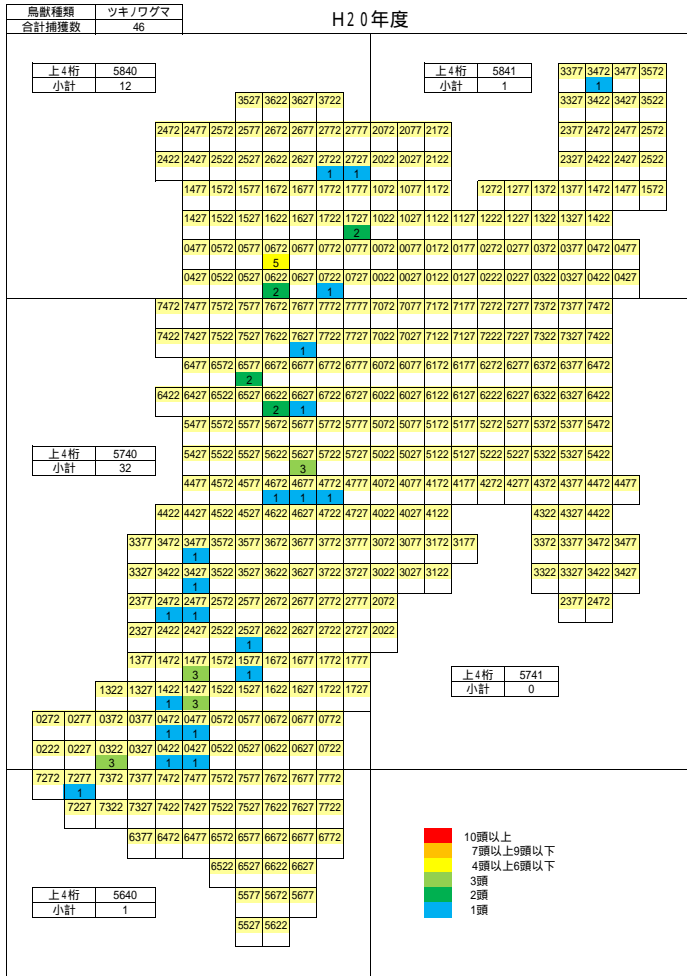 鳥獣種類 ツキノワグマ
合計捕獲数 46
H20年度
上4桁 5840
小計 12
上4桁 5841
小計 1
3377 3472 3477 3572
1
3527 3622 3627 3722 3327 3422 3427 3522
2472 2477 2572 2577 2672 2677 2772 2777 2072 2077 2172 2377 2472 2477 2572
2422 2427 2522 2527 2622 2627 2722 2727 2022 2027 2122 2327 2422 2427 2522
1 1
1477 1572 1577 1672 1677 1772 1777 1072 1077 1172 1272 1277 1372 1377 1472 1477 1572
1427 1522 1527 1622 1627 1722 1727 1022 1027 1122 1127 1222 1227 1322 1327 1422
2
0477 0572 0577 0672 0677 0772 0777 0072 0077 0172 0177 0272 0277 0372 0377 0472 0477
5
0427 0522 0527 0622 0627 0722 0727 0022 0027 0122 0127 0222 0227 0322 0327 0422 0427
2 1
7472 7477 7572 7577 7672 7677 7772 7777 7072 7077 7172 7177 7272 7277 7372 7377 7472
7422 7427 7522 7527 7622 7627 7722 7727 7022 7027 7122 7127 7222 7227 7322 7327 7422
1
6477 6572 6577 6672 6677 6772 6777 6072 6077 6172 6177 6272 6277 6372 6377 6472
2
6422 6427 6522 6527 6622 6627 6722 6727 6022 6027 6122 6127 6222 6227 6322 6327 6422
2 1
5477 5572 5577 5672 5677 5772 5777 5072 5077 5172 5177 5272 5277 5372 5377 5472
上4桁 5740
小計 32
5427 5522 5527 5622 5627 5722 5727 5022 5027 5122 5127 5222 5227 5322 5327 5422
3
4477 4572 4577 4672 4677 4772 4777 4072 4077 4172 4177 4272 4277 4372 4377 4472 4477
1 1 1
4422 4427 4522 4527 4622 4627 4722 4727 4022 4027 4122 4322 4327 4422
3377 3472 3477 3572 3577 3672 3677 3772 3777 3072 3077 3172 3177 3372 3377 3472 3477
1
3327 3422 3427 3522 3527 3622 3627 3722 3727 3022 3027 3122 3322 3327 3422 3427
1
2377 2472 2477 2572 2577 2672 2677 2772 2777 2072 2377 2472
1 1
2327 2422 2427 2522 2527 2622 2627 2722 2727 2022
1
1377 1472 1477 1572 1577 1672 1677 1772 1777
3 1
上4桁 5741
小計 0
1322 1327 1422 1427 1522 1527 1622 1627 1722 1727
1 3
0272 0277 0372 0377 0472 0477 0572 0577 0672 0677 0772
1 1
0222 0227 0322 0327 0422 0427 0522 0527 0622 0627 0722
3 1 1
7272 7277 7372 7377 7472 7477 7572 7577 7672 7677 7772
1
7227 7322 7327 7422 7427 7522 7527 7622 7627 7722
6377 6472 6477 6572 6577 6672 6677 6772
6522 6527 6622 6627
上4桁 5640
小計 1
5577 5672 5677
5527 5622
10頭以上
7頭以上9頭以下
4頭以上6頭以下
3頭
2頭
1頭